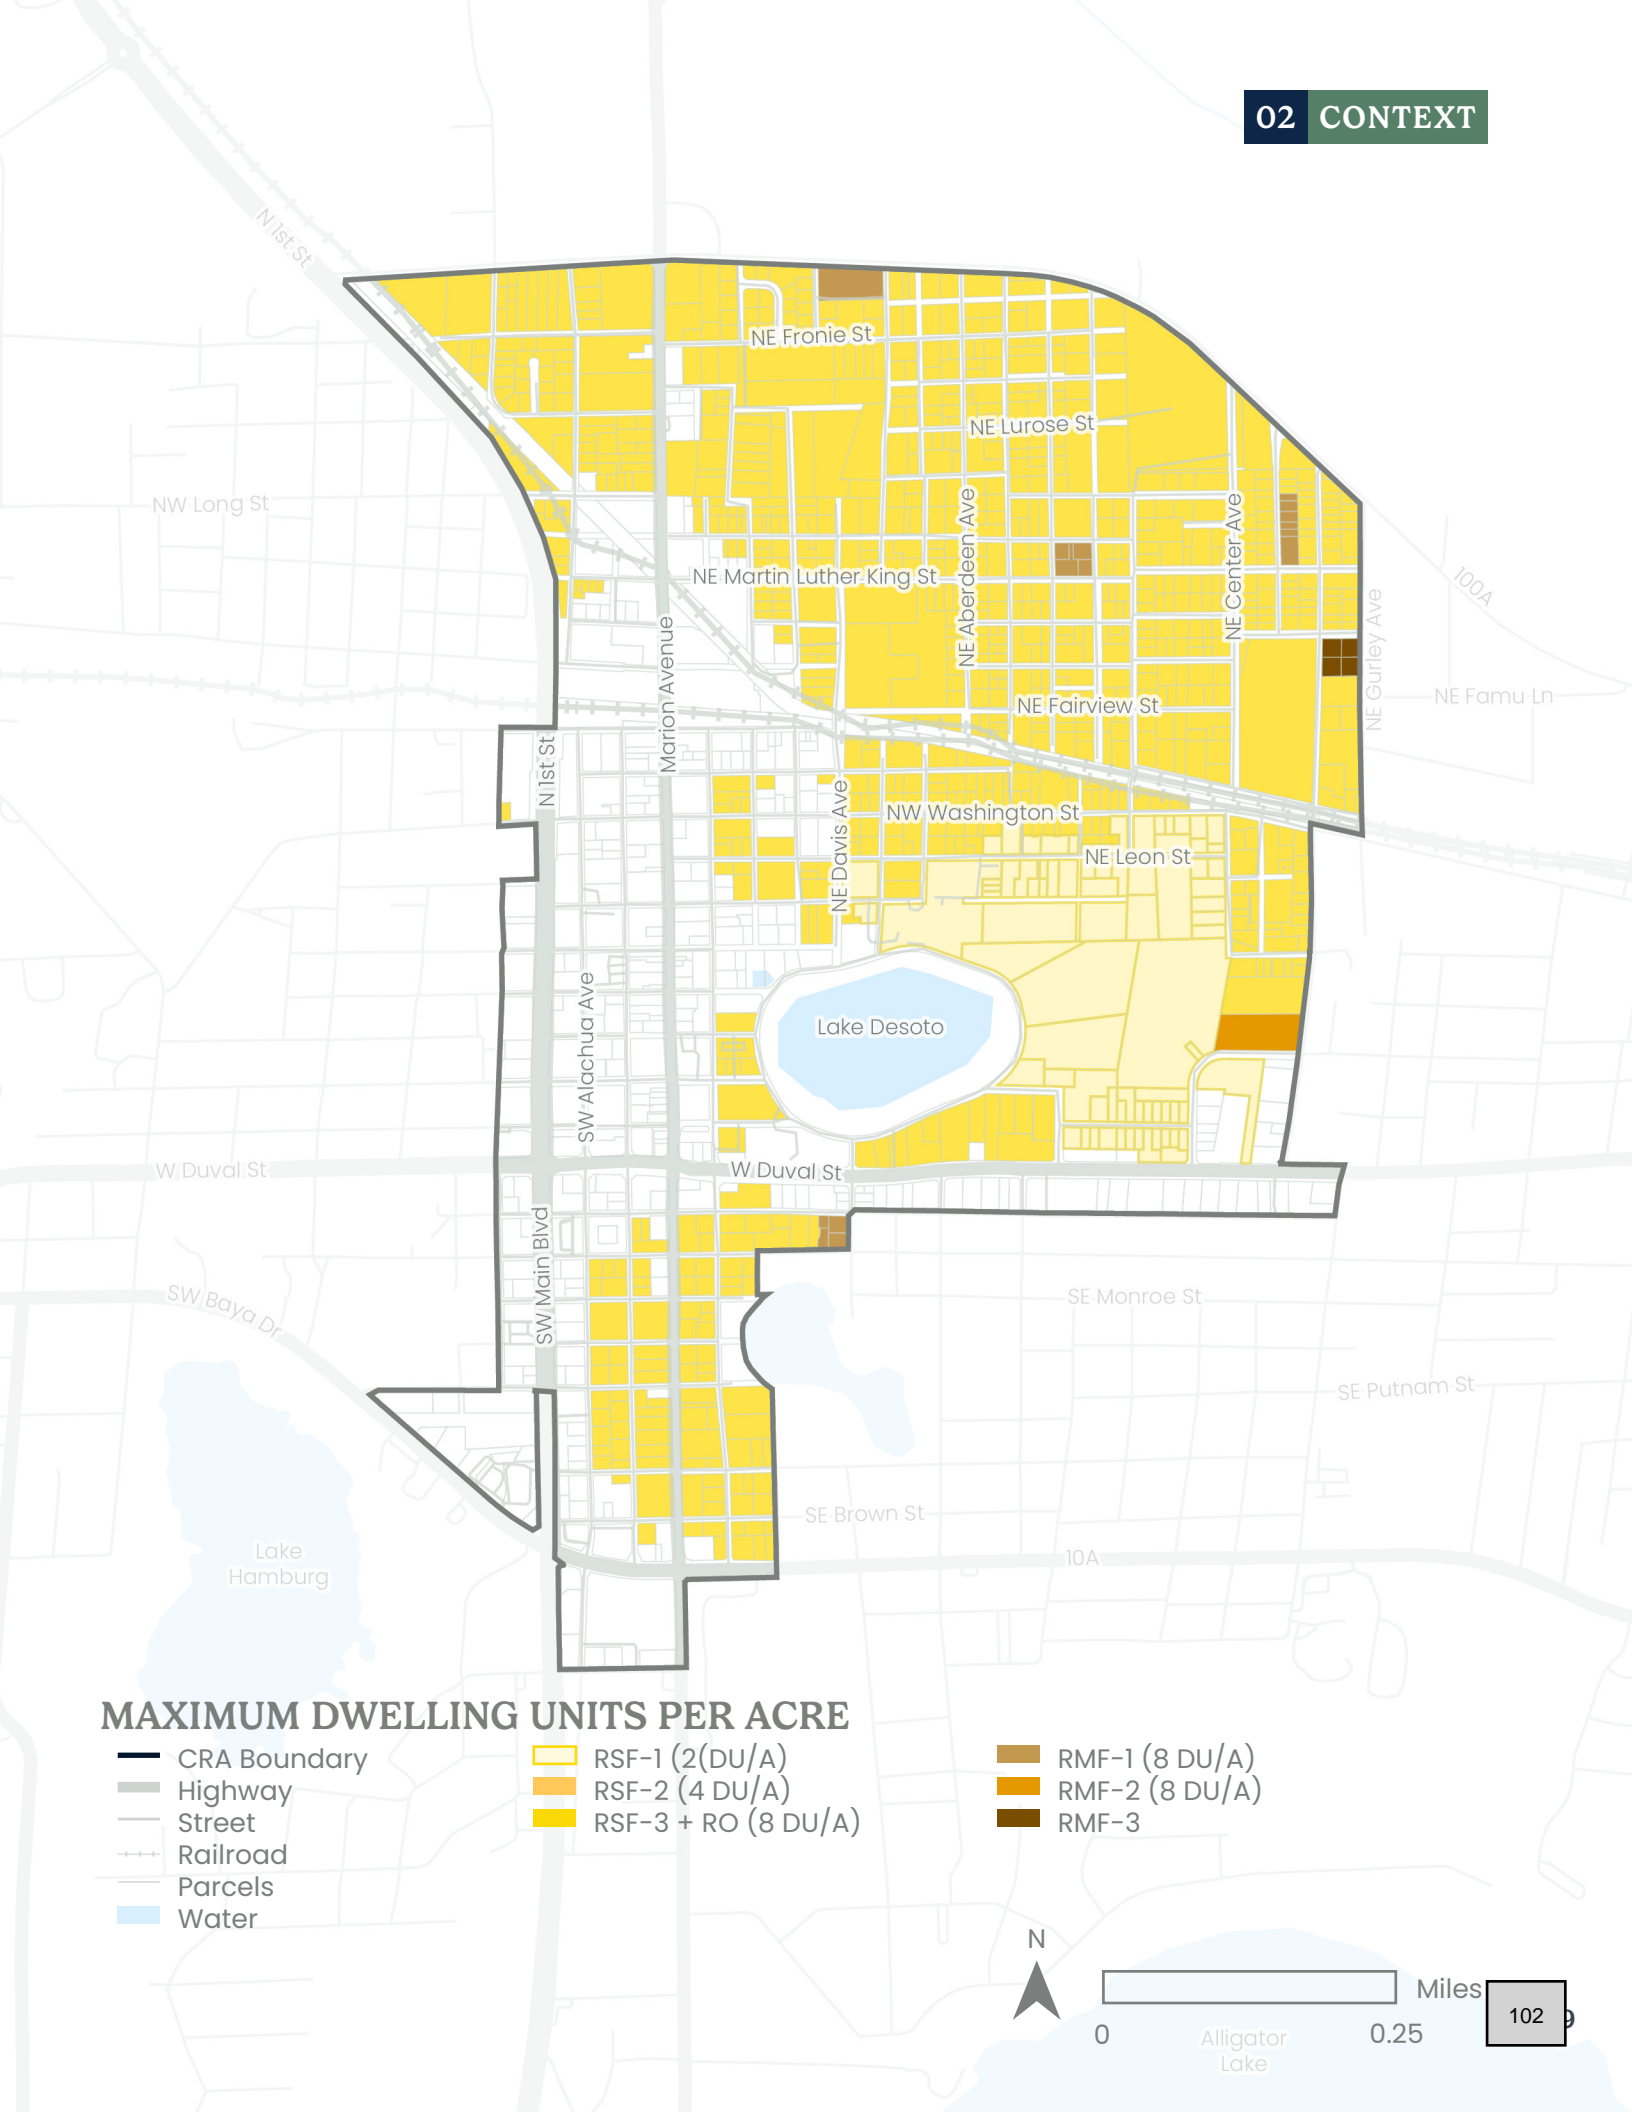 02 CONTEXT
N 1st St
NE Fronie St
NE Lurose St
NW Long St
NE Aberdeen Ave
NE Center Ave
NE Martin Luther King St
100A
NE Gurley Ave
Marion Avenue
NE Famu Ln
NE Fairview St
N 1st St
NE Davis Ave
NW Washington St
NE Leon St
SW Alachua Ave
Lake Desoto
W Duval St
W Duval St
SW Main Blvd
SW Baya Dr
SE Monroe St
SE Putnam St
SE Brown St
Lake
Hamburg
10A
MAXIMUM DWELLING UNITS PER ACRE
CRA Boundary
Highway
Street
Railroad
Parcels
Water
RSF-1 (2(DU/A)
RSF-2 (4 DU/A)
RSF-3 + RO (8 DU/A)
RMF-1 (8 DU/A)
RMF-2 (8 DU/A)
RMF-3
N
Miles
0
0.25
Alligator
Lake
102